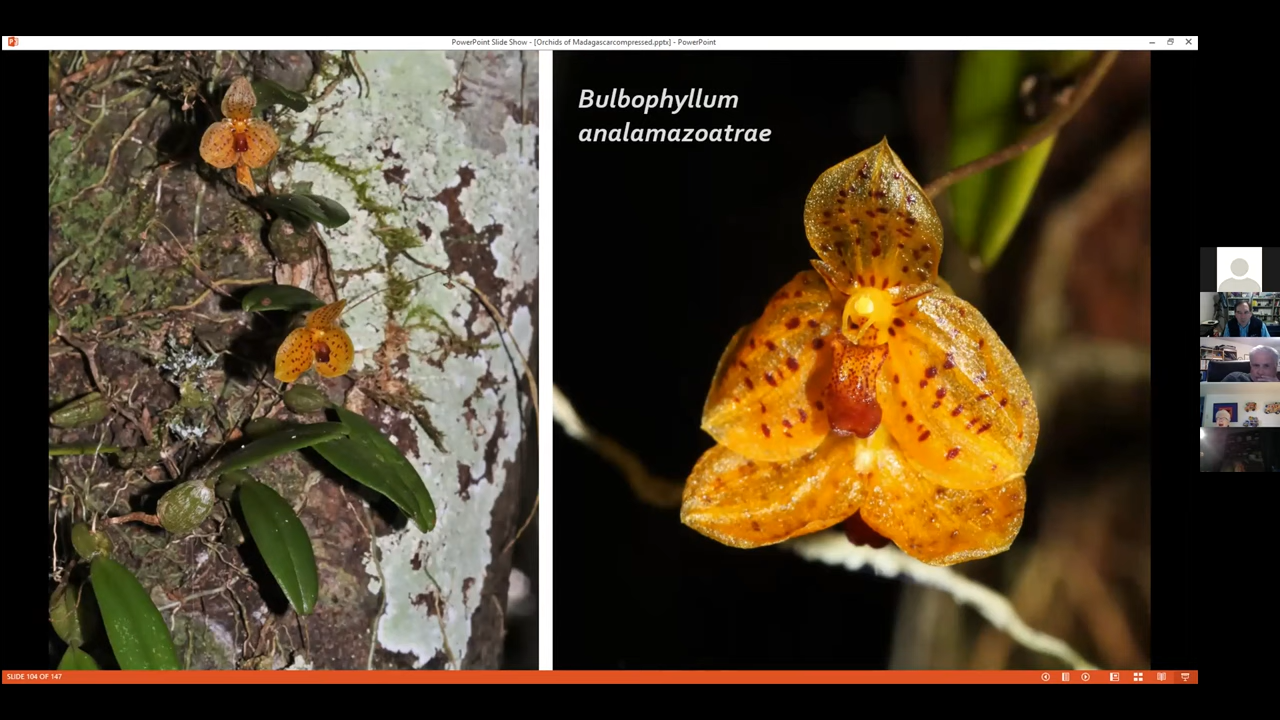 PowerPoint Slide Show - [Orchids of Madagascarcompressed.pptx] - PowerPoint
Bulbophyllum
analamazoatrae
SLIDE 104 OF 147